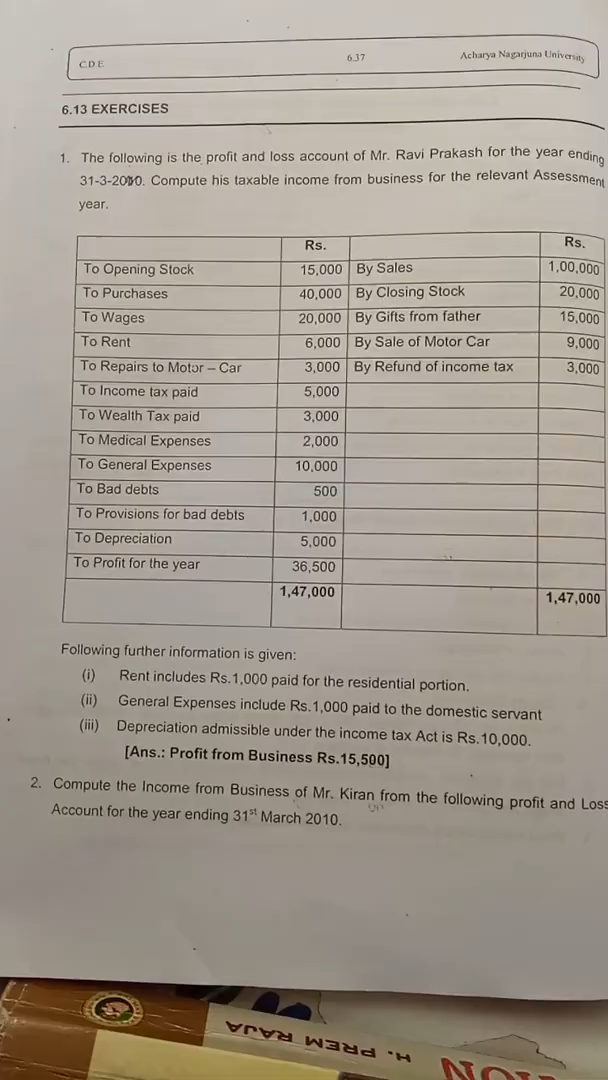 C.D.E 6.37 Acharya Nagarjuna University
6.13 EXERCISES
1. The following is the profit and loss account of Mr. Ravi Prakash for the year ending
31-3-2010. Compute his taxable income from business for the relevant Assessment
year.
Rs. Rs.
To Opening Stock 15,000 By Sales 1,00,000
To Purchases 40,000 By Closing Stock 20,000
To Wages 20,000 By Gifts from father 15,000
To Rent 6,000 By Sale of Motor Car 9,000
To Repairs to Motor – Car 3,000 By Refund of income tax 3,000
To Income tax paid 5,000
To Wealth Tax paid 3,000
To Medical Expenses 2,000
To General Expenses 10,000
To Bad debts 500
To Provisions for bad debts 1,000
To Depreciation 5,000
To Profit for the year 36,500
1,47,000 1,47,000
Following further information is given:
(i) Rent includes Rs.1,000 paid for the residential portion.
(ii) General Expenses include Rs.1,000 paid to the domestic servant
(iii) Depreciation admissible under the income tax Act is Rs.10,000.
[Ans.: Profit from Business Rs.15,500]
2. Compute the Income from Business of Mr. Kiran from the following profit and Loss
Account for the year ending 31st March 2010.
H. PREM RAJA